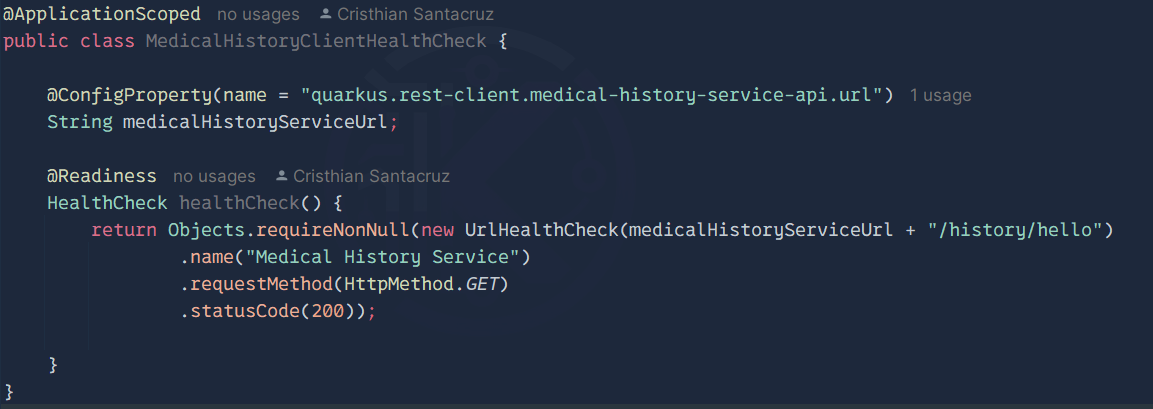 @ApplicationScoped no usages Cristhian Santacruz
public class MedicalHistoryClientHealthCheck {
@ConfigProperty(name = "quarkus.rest-client.medical-history-service-api.url") 1 usage
String medicalHistoryServiceUrl;
@Readiness no usages Cristhian Santacruz
HealthCheck healthCheck() {
return Objects.requireNonNull(new UrlHealthCheck(medicalHistoryServiceUrl + "/history/hello")
.name("Medical History Service")
.requestMethod(HttpMethod.GET)
.statusCode(200));
}
}